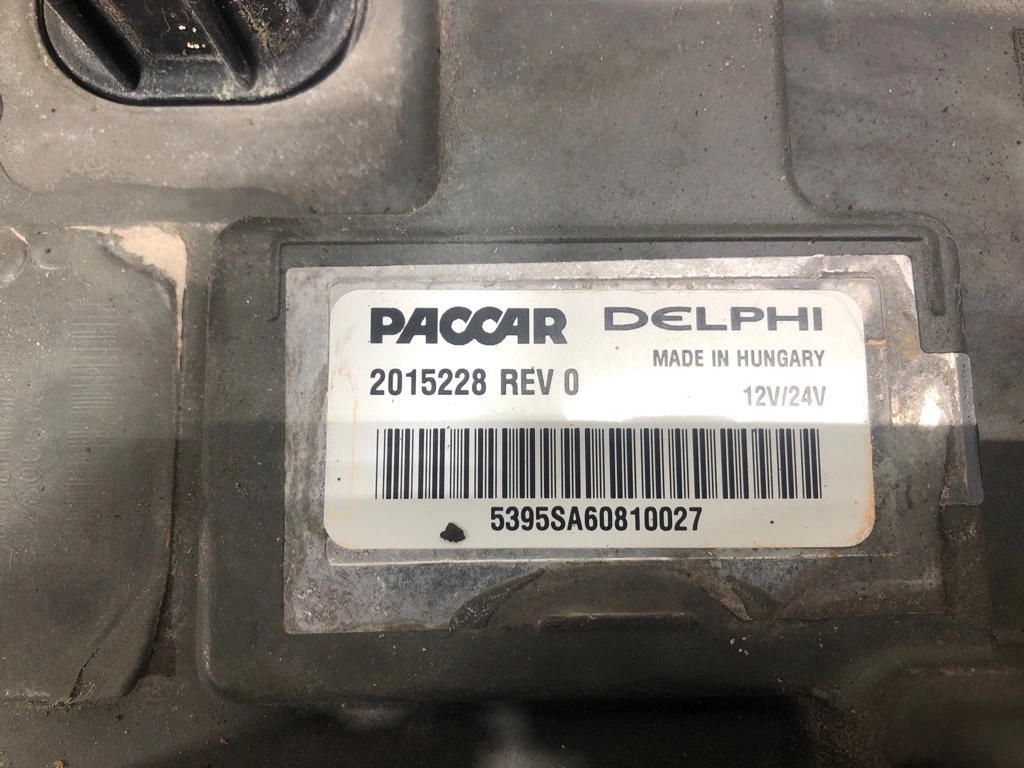 PACCAR DELPHI
MADE IN HUNGARY
2015228 REV 0
12V/24V
5395SA60810027